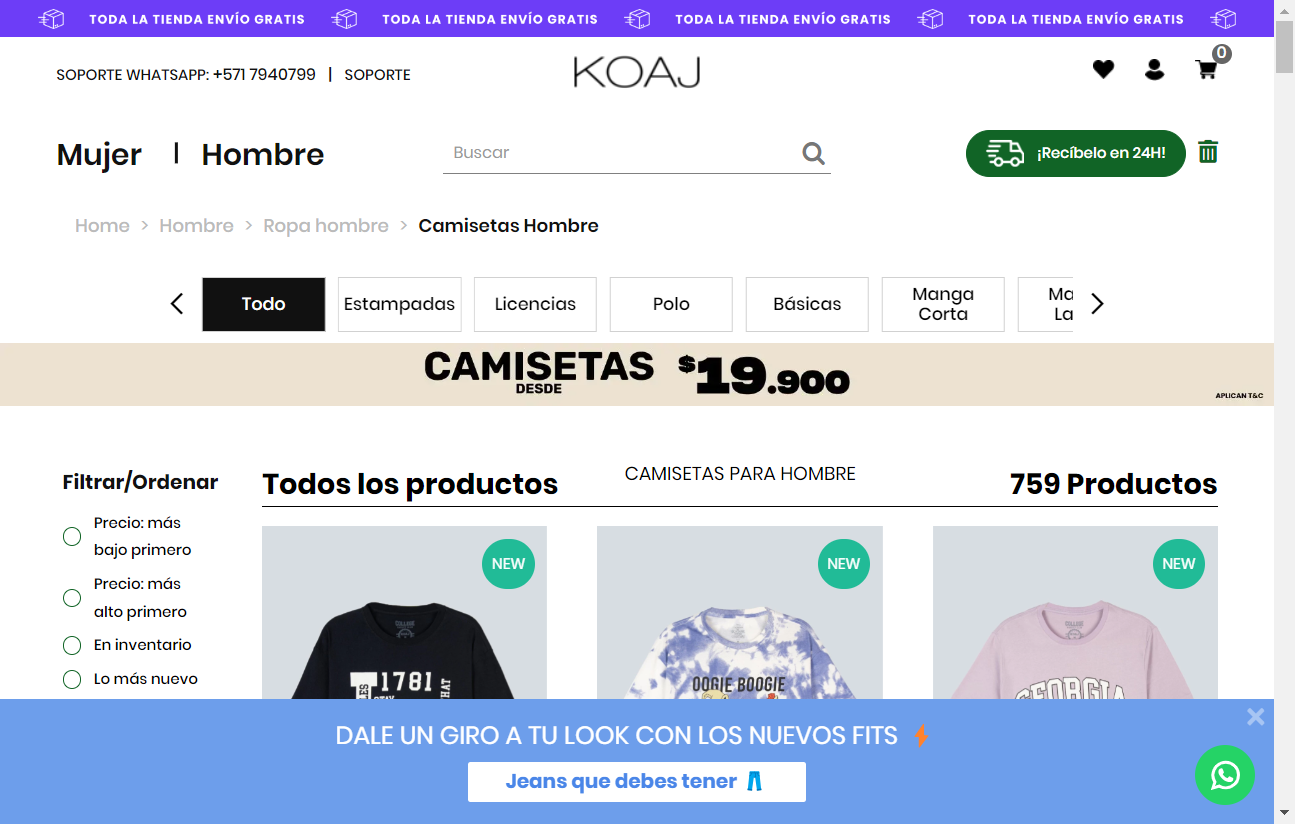 TODA LA TIENDA ENVÍO GRATIS TODA LA TIENDA ENVÍO GRATIS TODA LA TIENDA ENVÍO GRATIS TODA LA TIENDA ENVÍO GRATIS
SOPORTE WHATSAPP: +571 7940799 | SOPORTE
KOAJ
0
Mujer | Hombre
Buscar
¡Recíbelo en 24H!
Home > Hombre > Ropa hombre > Camisetas Hombre
Todo
Estampadas
Licencias
Polo
Básicas
Manga
Corta
Ma
La
CAMISETAS
DESDE
$19.900
APLICAN T&C
Filtrar/Ordenar
Precio: más
bajo primero
Precio: más
alto primero
En inventario
Lo más nuevo
Todos los productos
CAMISETAS PARA HOMBRE
759 Productos
NEW
1781
NEW
OOGIE BOOGIE
NEW
GEORGIA
DALE UN GIRO A TU LOOK CON LOS NUEVOS FITS
Jeans que debes tener